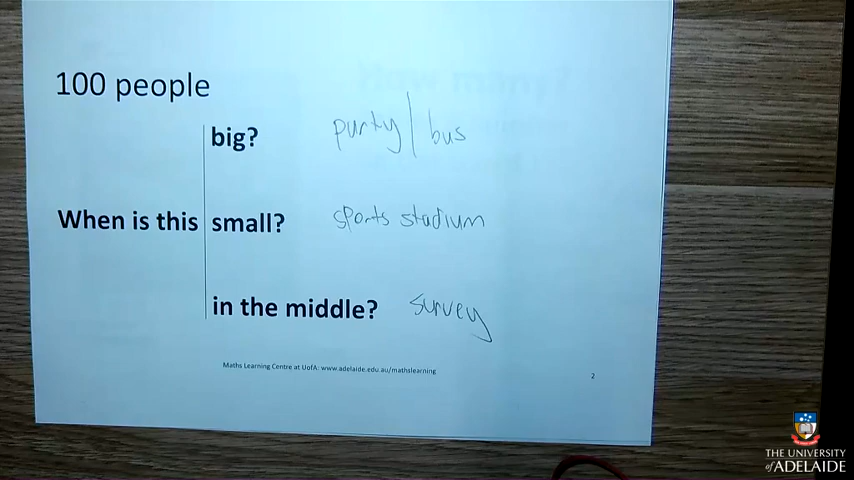 100 people
big? party | bus
When is this small? sports stadium
in the middle? survey
Maths Learning Centre at UofA: www.adelaide.edu.au/mathslearning
2
THE UNIVERSITY
of ADELAIDE